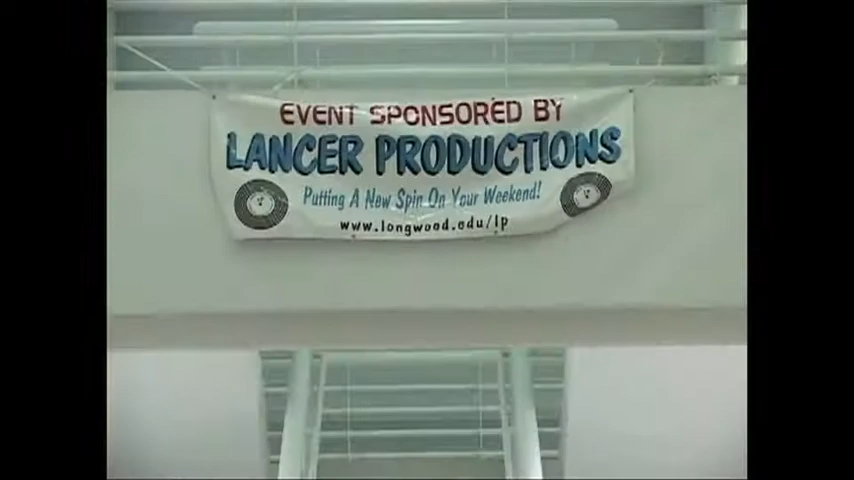 EVENT SPONSORED BY
LANCER PRODUCTIONS
Putting A New Spin On Your Weekend!
www.longwood.edu/lp